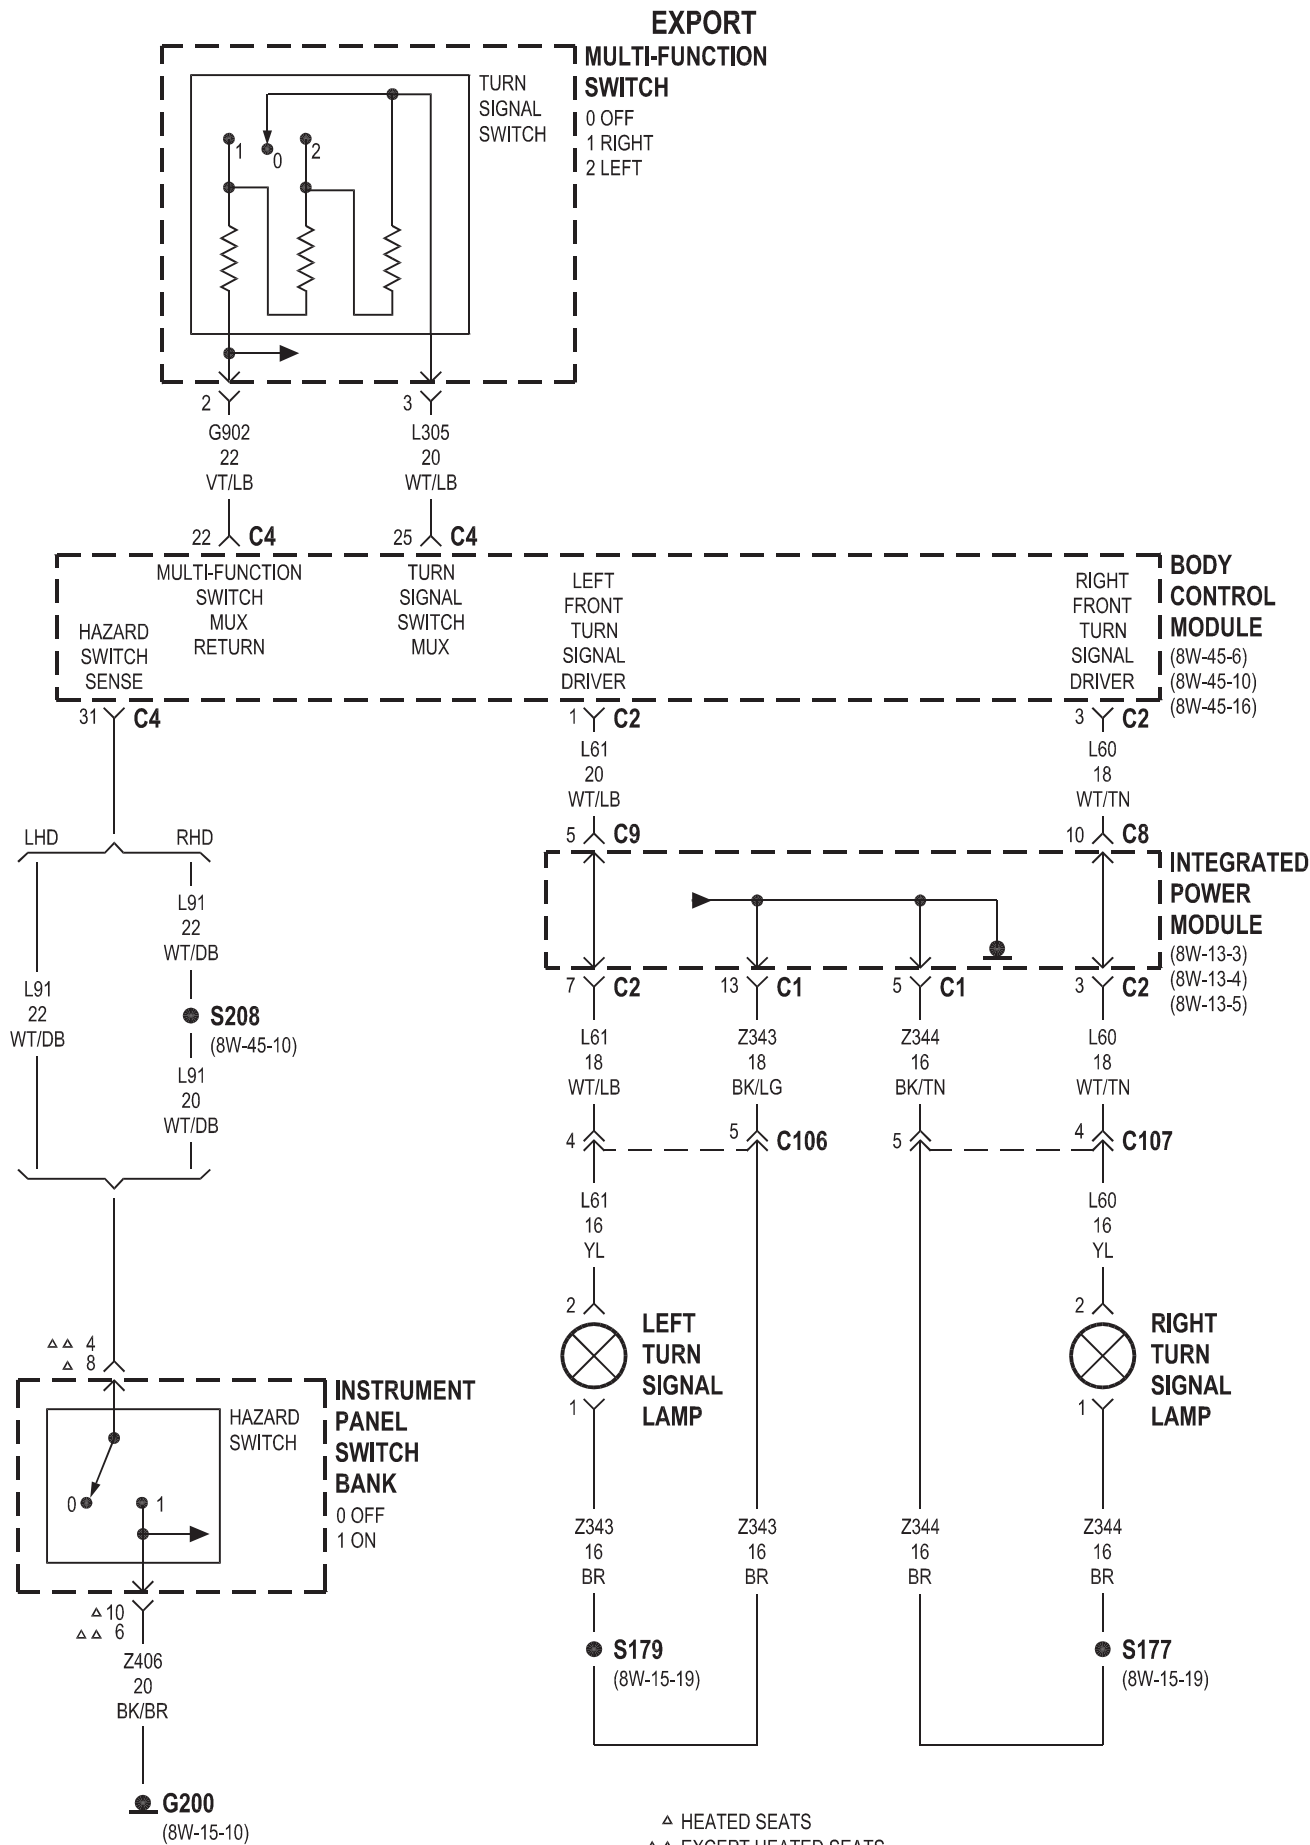 EXPORT
MULTI-FUNCTION
SWITCH
0 OFF
1 RIGHT
2 LEFT
TURN
SIGNAL
SWITCH
1
0
2
2
3
G902
22
VT/LB
L305
20
WT/LB
22 C4
25 C4
BODY
CONTROL
MODULE
(8W-45-6)
(8W-45-10)
(8W-45-16)
HAZARD
SWITCH
SENSE
MULTI-FUNCTION
SWITCH
MUX
RETURN
TURN
SIGNAL
SWITCH
MUX
LEFT
FRONT
TURN
SIGNAL
DRIVER
RIGHT
FRONT
TURN
SIGNAL
DRIVER
31 C4
1 C2
3 C2
L61
20
WT/LB
L60
18
WT/TN
5 C9
10 C8
INTEGRATED
POWER
MODULE
(8W-13-3)
(8W-13-4)
(8W-13-5)
LHD
RHD
L91
22
WT/DB
L91
22
WT/DB
S208
(8W-45-10)
L91
20
WT/DB
7 C2
13 C1
5 C1
3 C2
L61
18
WT/LB
Z343
18
BK/LG
Z344
16
BK/TN
L60
18
WT/TN
4
5 C106
5
4 C107
L61
16
YL
L60
16
YL
2
2
LEFT
TURN
SIGNAL
LAMP
RIGHT
TURN
SIGNAL
LAMP
1
1
△ △ 4
△ 8
INSTRUMENT
PANEL
SWITCH
BANK
0 OFF
1 ON
HAZARD
SWITCH
0
1
△ 10
△ △ 6
Z406
20
BK/BR
G200
(8W-15-10)
Z343
16
BR
Z343
16
BR
Z344
16
BR
Z344
16
BR
S179
(8W-15-19)
S177
(8W-15-19)
△ HEATED SEATS
△ △ EXCEPT HEATED SEATS